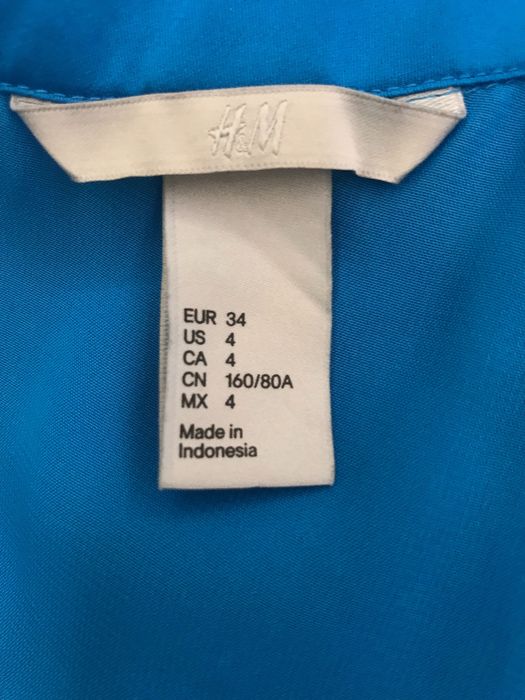 H&M
EUR 34
US 4
CA 4
CN 160/80A
MX 4
Made in
Indonesia